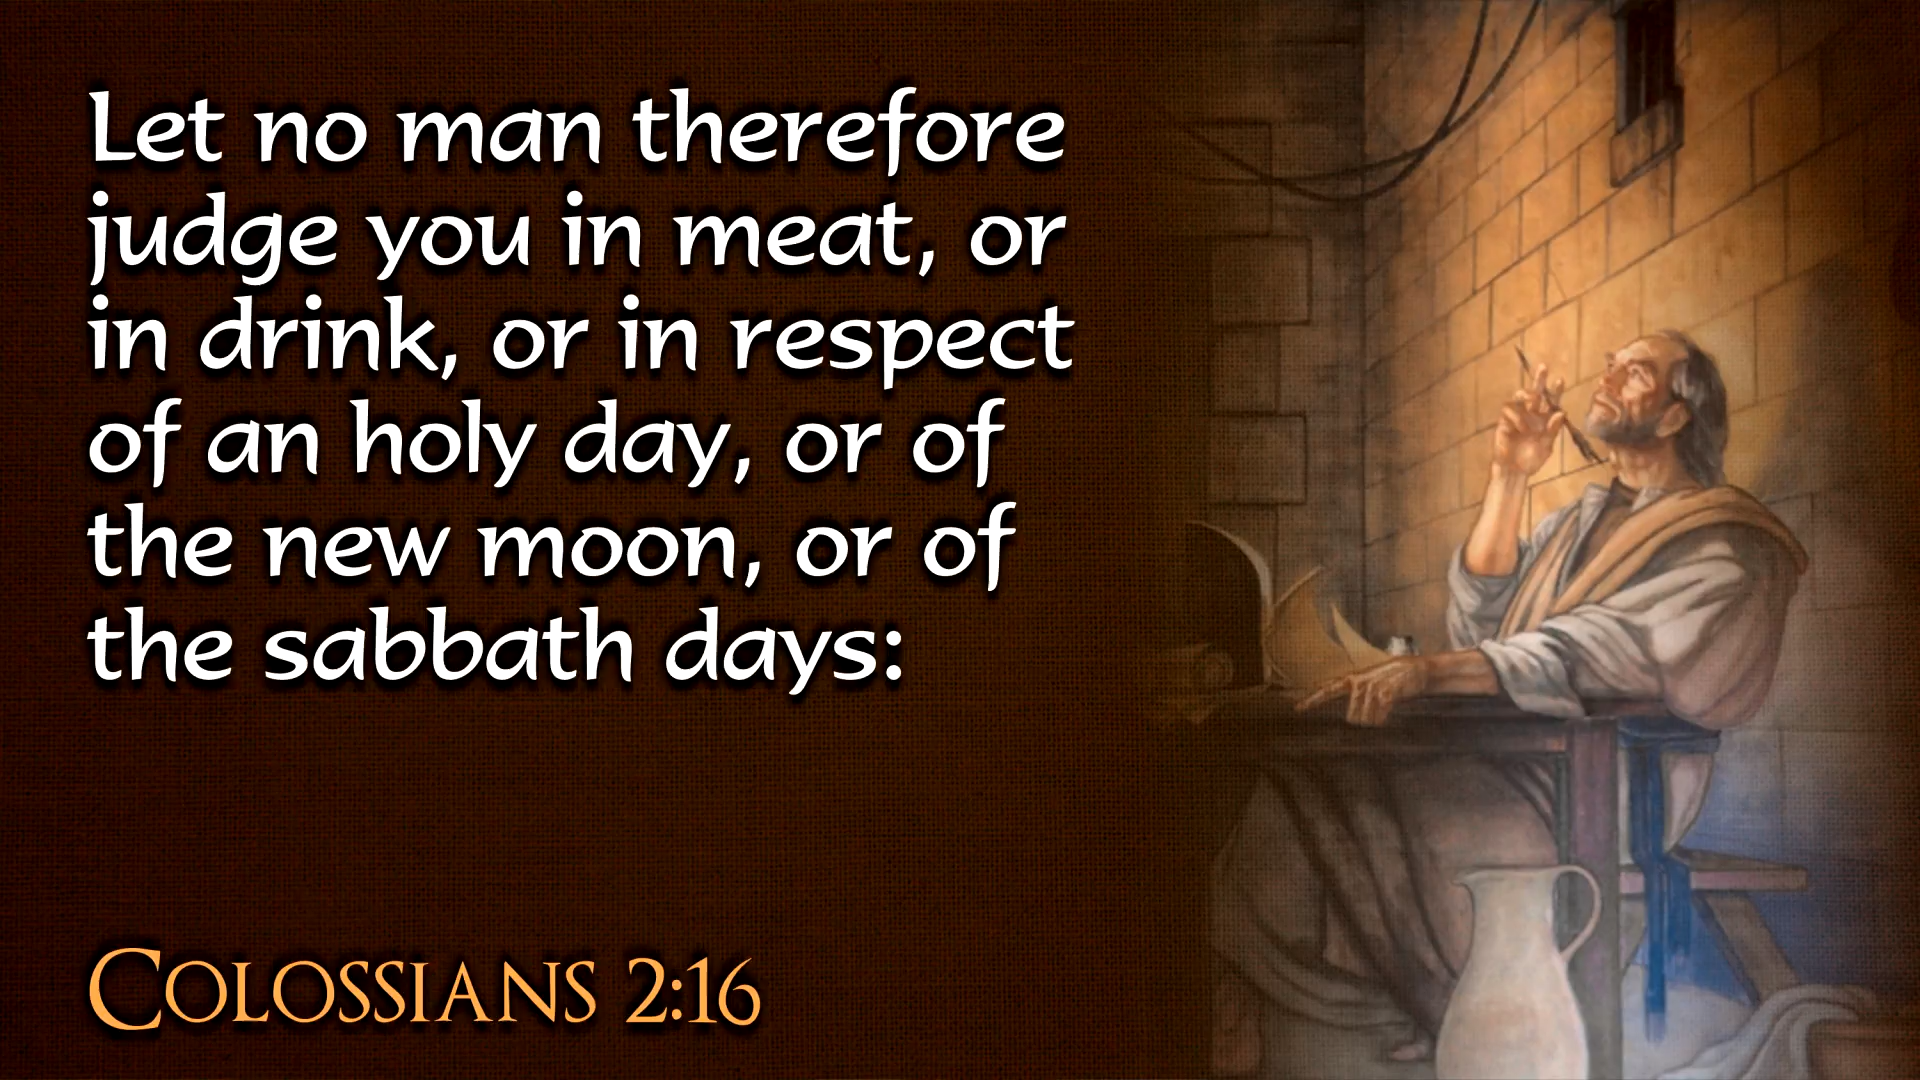 Let no man therefore
judge you in meat, or
in drink, or in respect
of an holy day, or of
the new moon, or of
the sabbath days:
Colossians 2:16